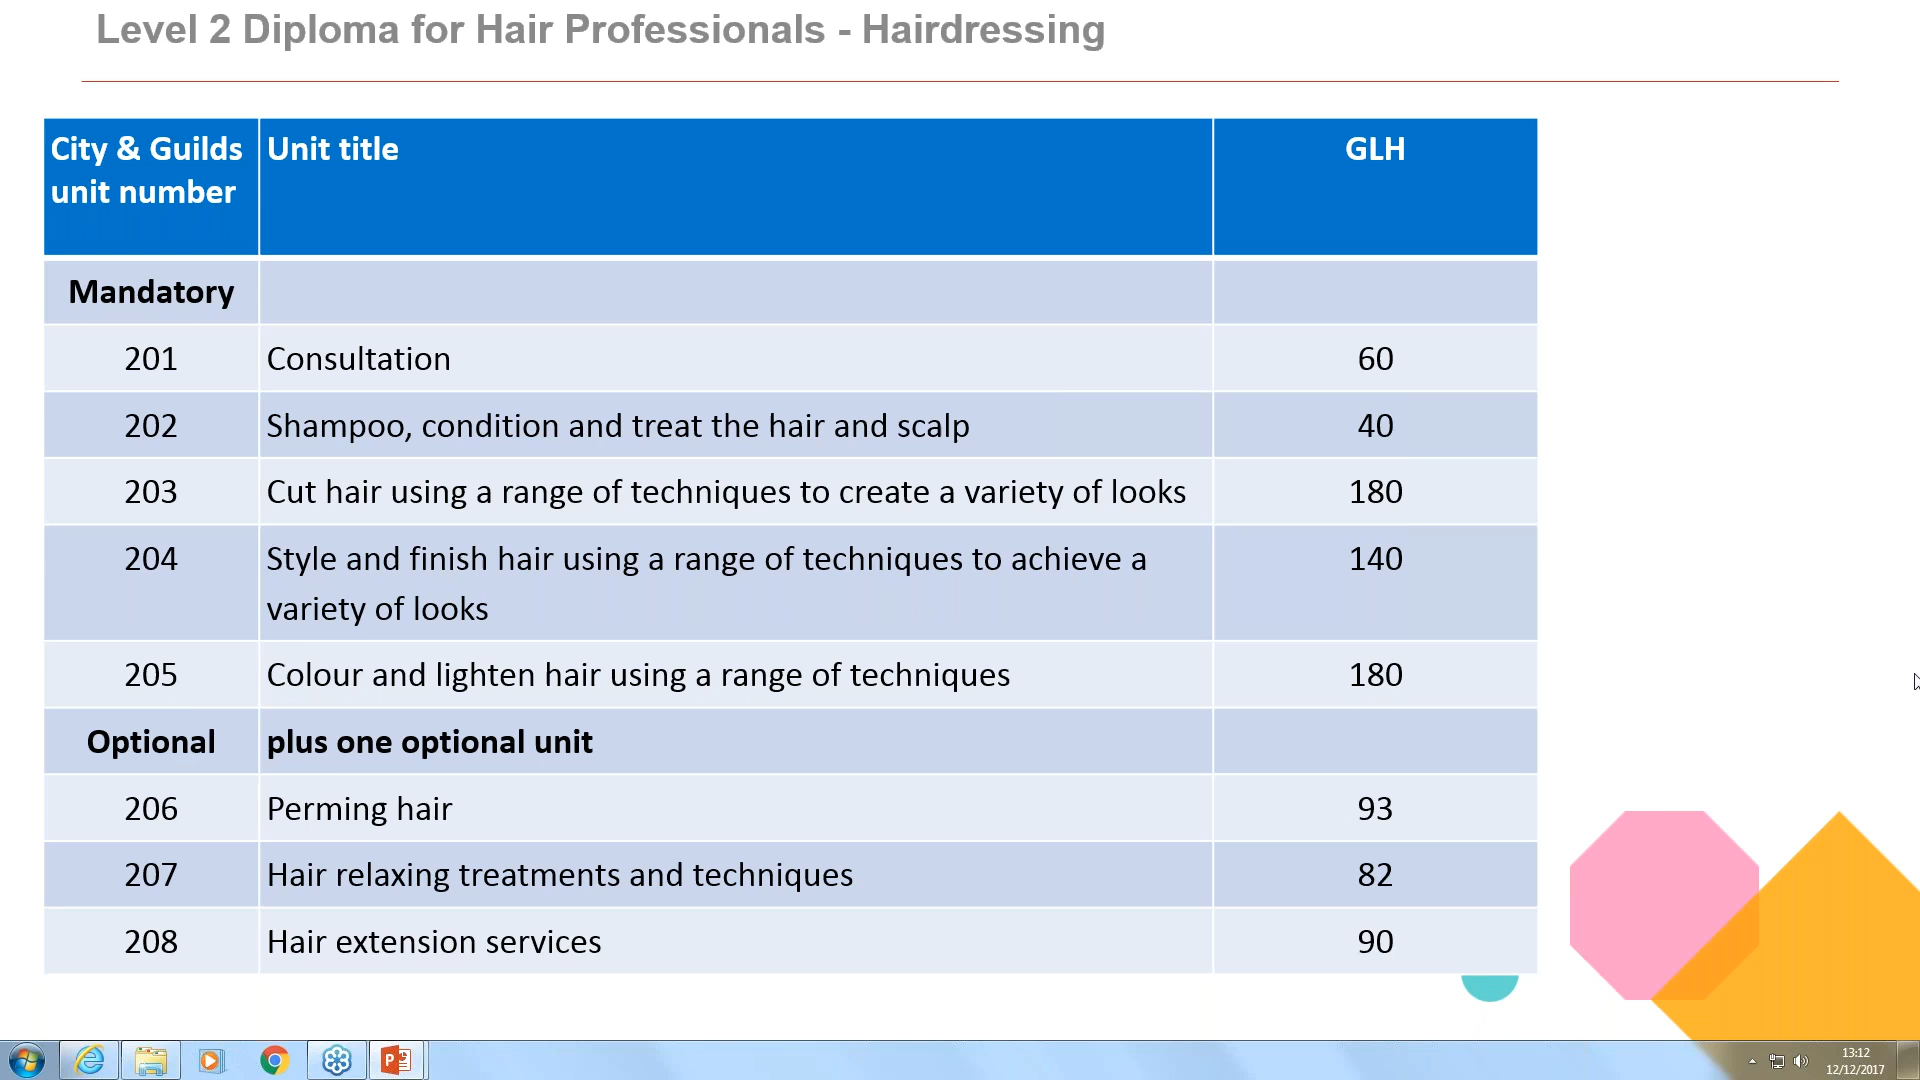 Level 2 Diploma for Hair Professionals - Hairdressing
City & Guilds unit number Unit title GLH
Mandatory
201 Consultation 60
202 Shampoo, condition and treat the hair and scalp 40
203 Cut hair using a range of techniques to create a variety of looks 180
204 Style and finish hair using a range of techniques to achieve a 140
variety of looks
205 Colour and lighten hair using a range of techniques 180
Optional plus one optional unit
206 Perming hair 93
207 Hair relaxing treatments and techniques 82
208 Hair extension services 90
13:12
12/12/2017